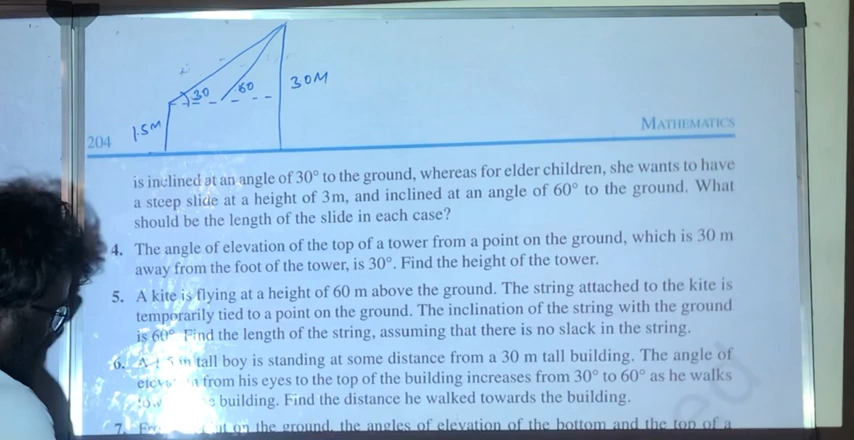 30
60
30M
1.5M
204
MATHEMATICS
is inclined at an angle of 30° to the ground, whereas for elder children, she wants to have
a steep slide at a height of 3m, and inclined at an angle of 60° to the ground. What
should be the length of the slide in each case?
4. The angle of elevation of the top of a tower from a point on the ground, which is 30 m
away from the foot of the tower, is 30°. Find the height of the tower.
5. A kite is flying at a height of 60 m above the ground. The string attached to the kite is
temporarily tied to a point on the ground. The inclination of the string with the ground
is 60°. Find the length of the string, assuming that there is no slack in the string.
6. tall boy is standing at some distance from a 30 m tall building. The angle of
from his eyes to the top of the building increases from 30° to 60° as he walks
building. Find the distance he walked towards the building.
7. on the ground, the angles of elevation of the bottom and the top of a